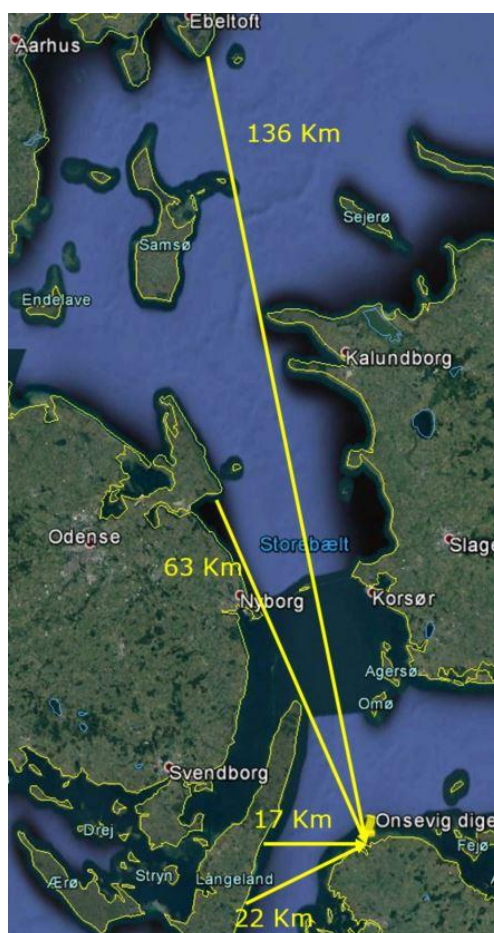 Ebeltoft
Aarhus
136 Km
Samsø
Sejerø
Endelave
Kalundborg
Odense
Storebælt
Slage
63 Km
Nyborg
Korsør
Agersø
Omø
Svendborg
Onsevig dige
17 Km
Drej
Fejø
Ærø
Stryn
Langeland
22 Km